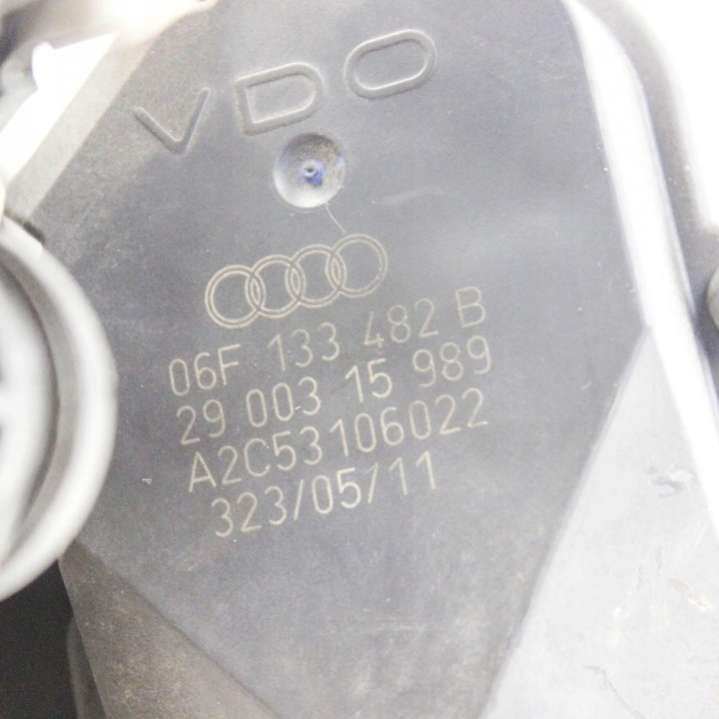 VDO
06F 133 482 B
29 003 15 989
A2C53106022
323/05/11